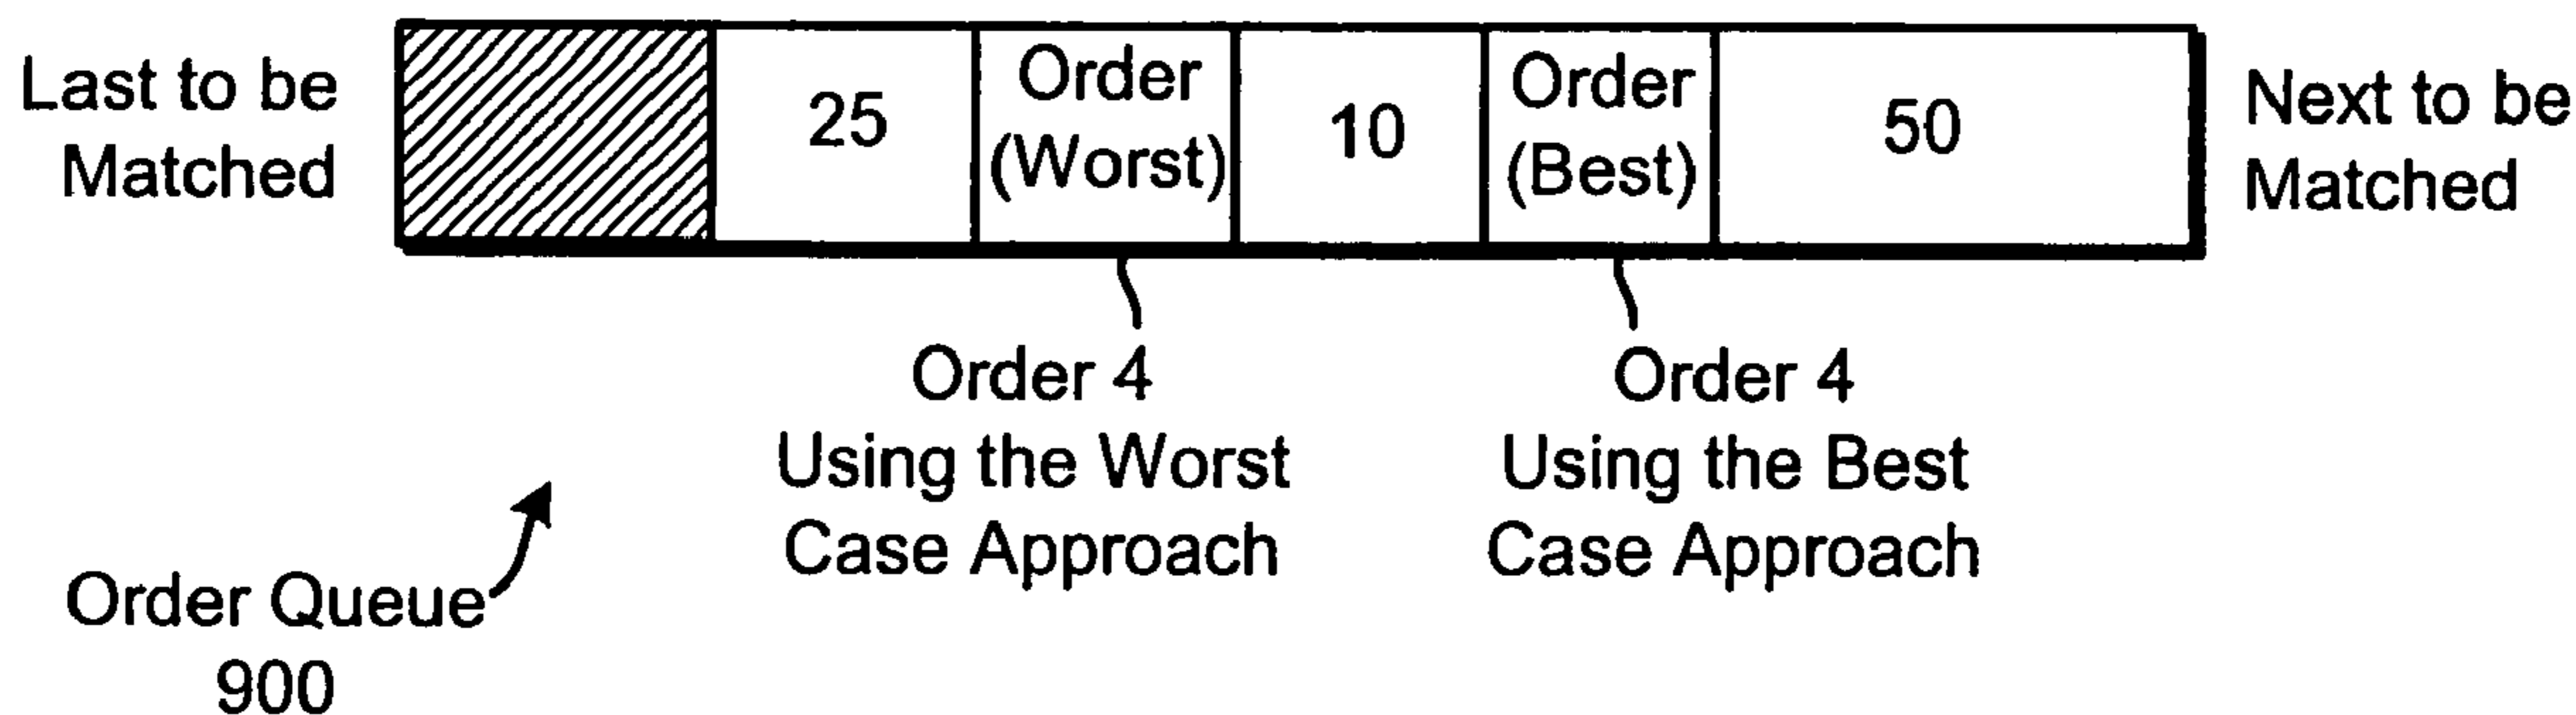 Last to be
Matched
25
Order
(Worst)
10
Order
(Best)
50
Next to be
Matched
Order 4
Using the Worst
Case Approach
Order 4
Using the Best
Case Approach
Order Queue
900